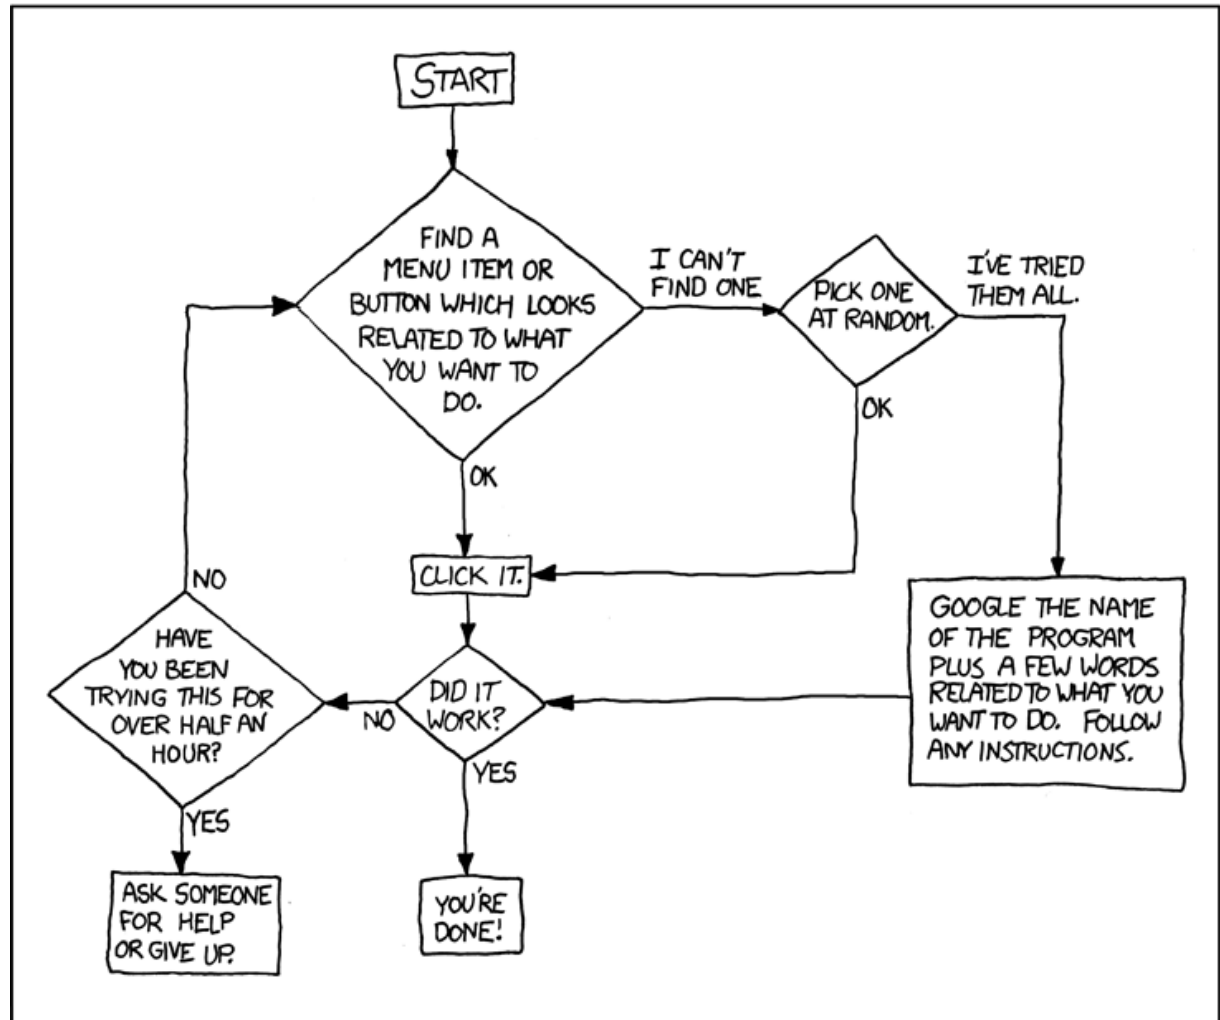 START
FIND A
MENU ITEM OR
BUTTON WHICH LOOKS
RELATED TO WHAT
YOU WANT TO
DO.
I CAN'T
FIND ONE
PICK ONE
AT RANDOM.
I'VE TRIED
THEM ALL.
OK
OK
CLICK IT.
NO
HAVE
YOU BEEN
TRYING THIS FOR
OVER HALF AN
HOUR?
NO
DID IT
WORK?
GOOGLE THE NAME
OF THE PROGRAM
PLUS A FEW WORDS
RELATED TO WHAT YOU
WANT TO DO. FOLLOW
ANY INSTRUCTIONS.
YES
YES
ASK SOMEONE
FOR HELP
OR GIVE UP.
YOU'RE
DONE!